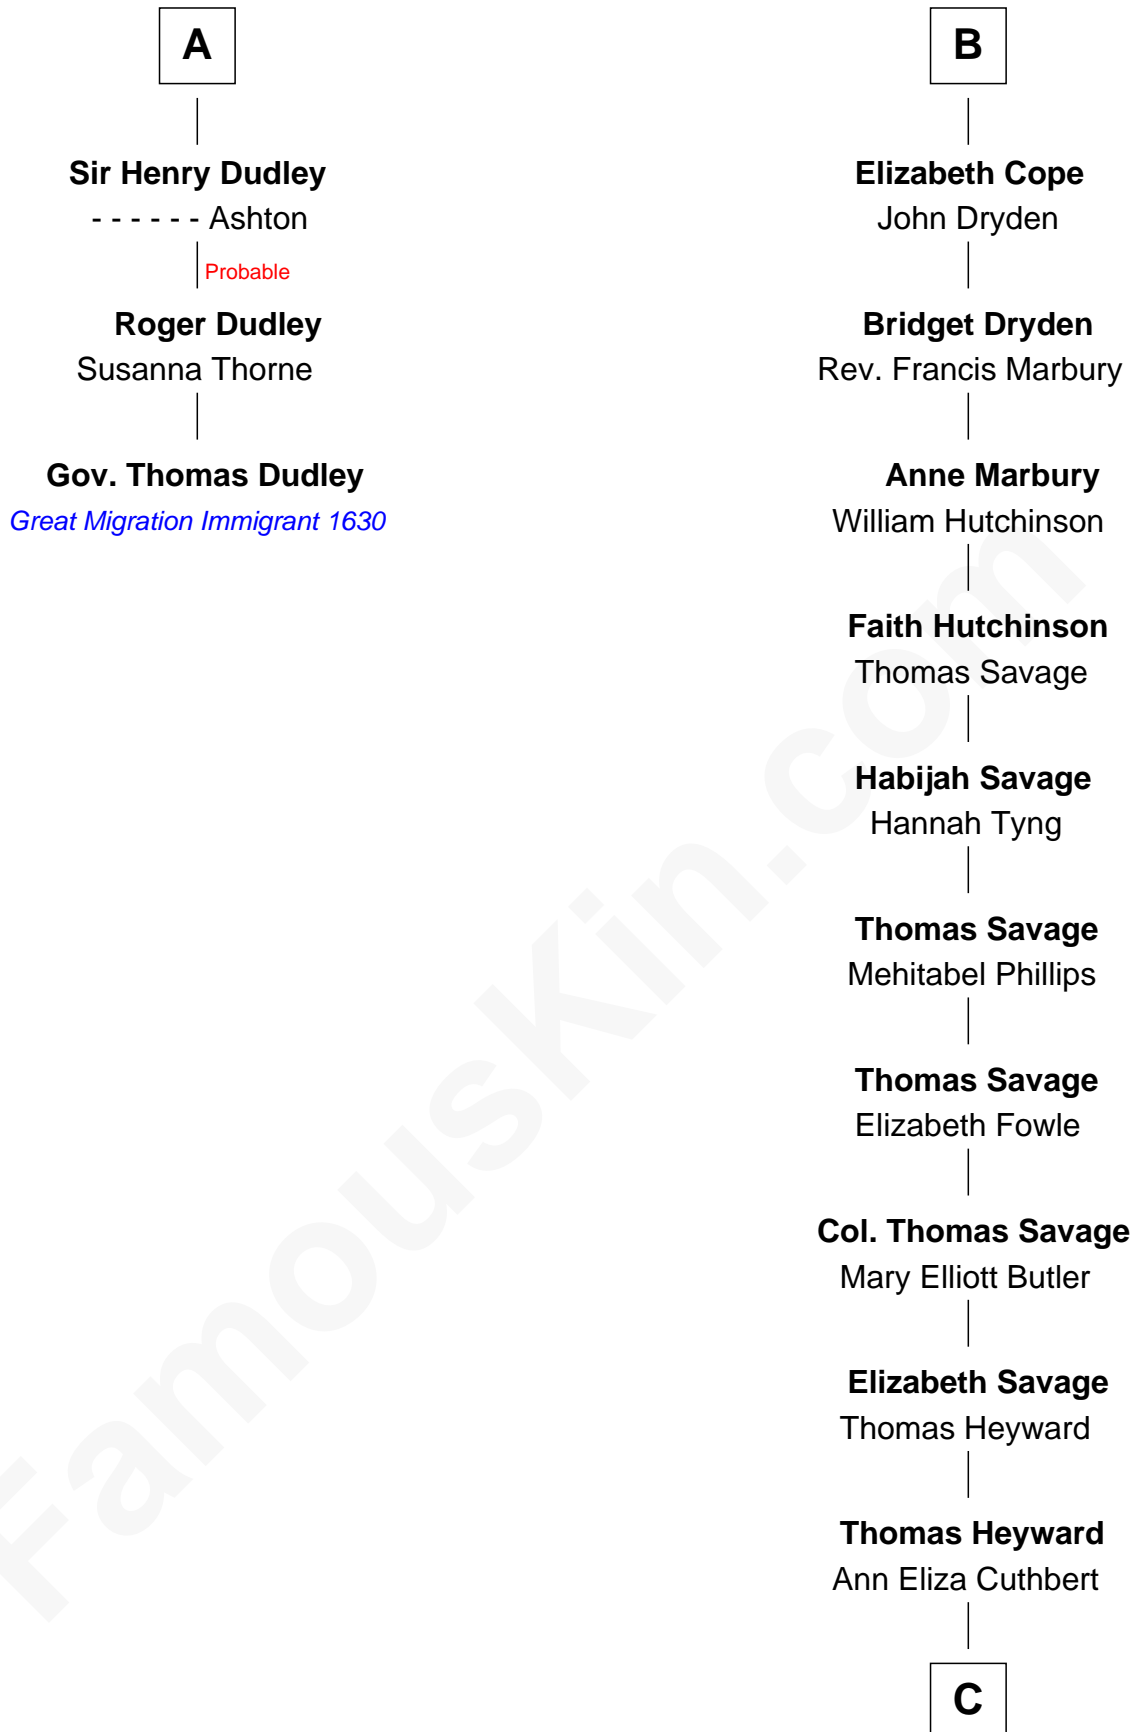 A
Sir Henry Dudley
- - - - - - Ashton
Probable
Roger Dudley
Susanna Thorne
Gov. Thomas Dudley
Great Migration Immigrant 1630
B
Elizabeth Cope
John Dryden
Bridget Dryden
Rev. Francis Marbury
Anne Marbury
William Hutchinson
Faith Hutchinson
Thomas Savage
Habijah Savage
Hannah Tyng
Thomas Savage
Mehitabel Phillips
Thomas Savage
Elizabeth Fowle
Col. Thomas Savage
Mary Elliott Butler
Elizabeth Savage
Thomas Heyward
Thomas Heyward
Ann Eliza Cuthbert
C
FamousKin.com